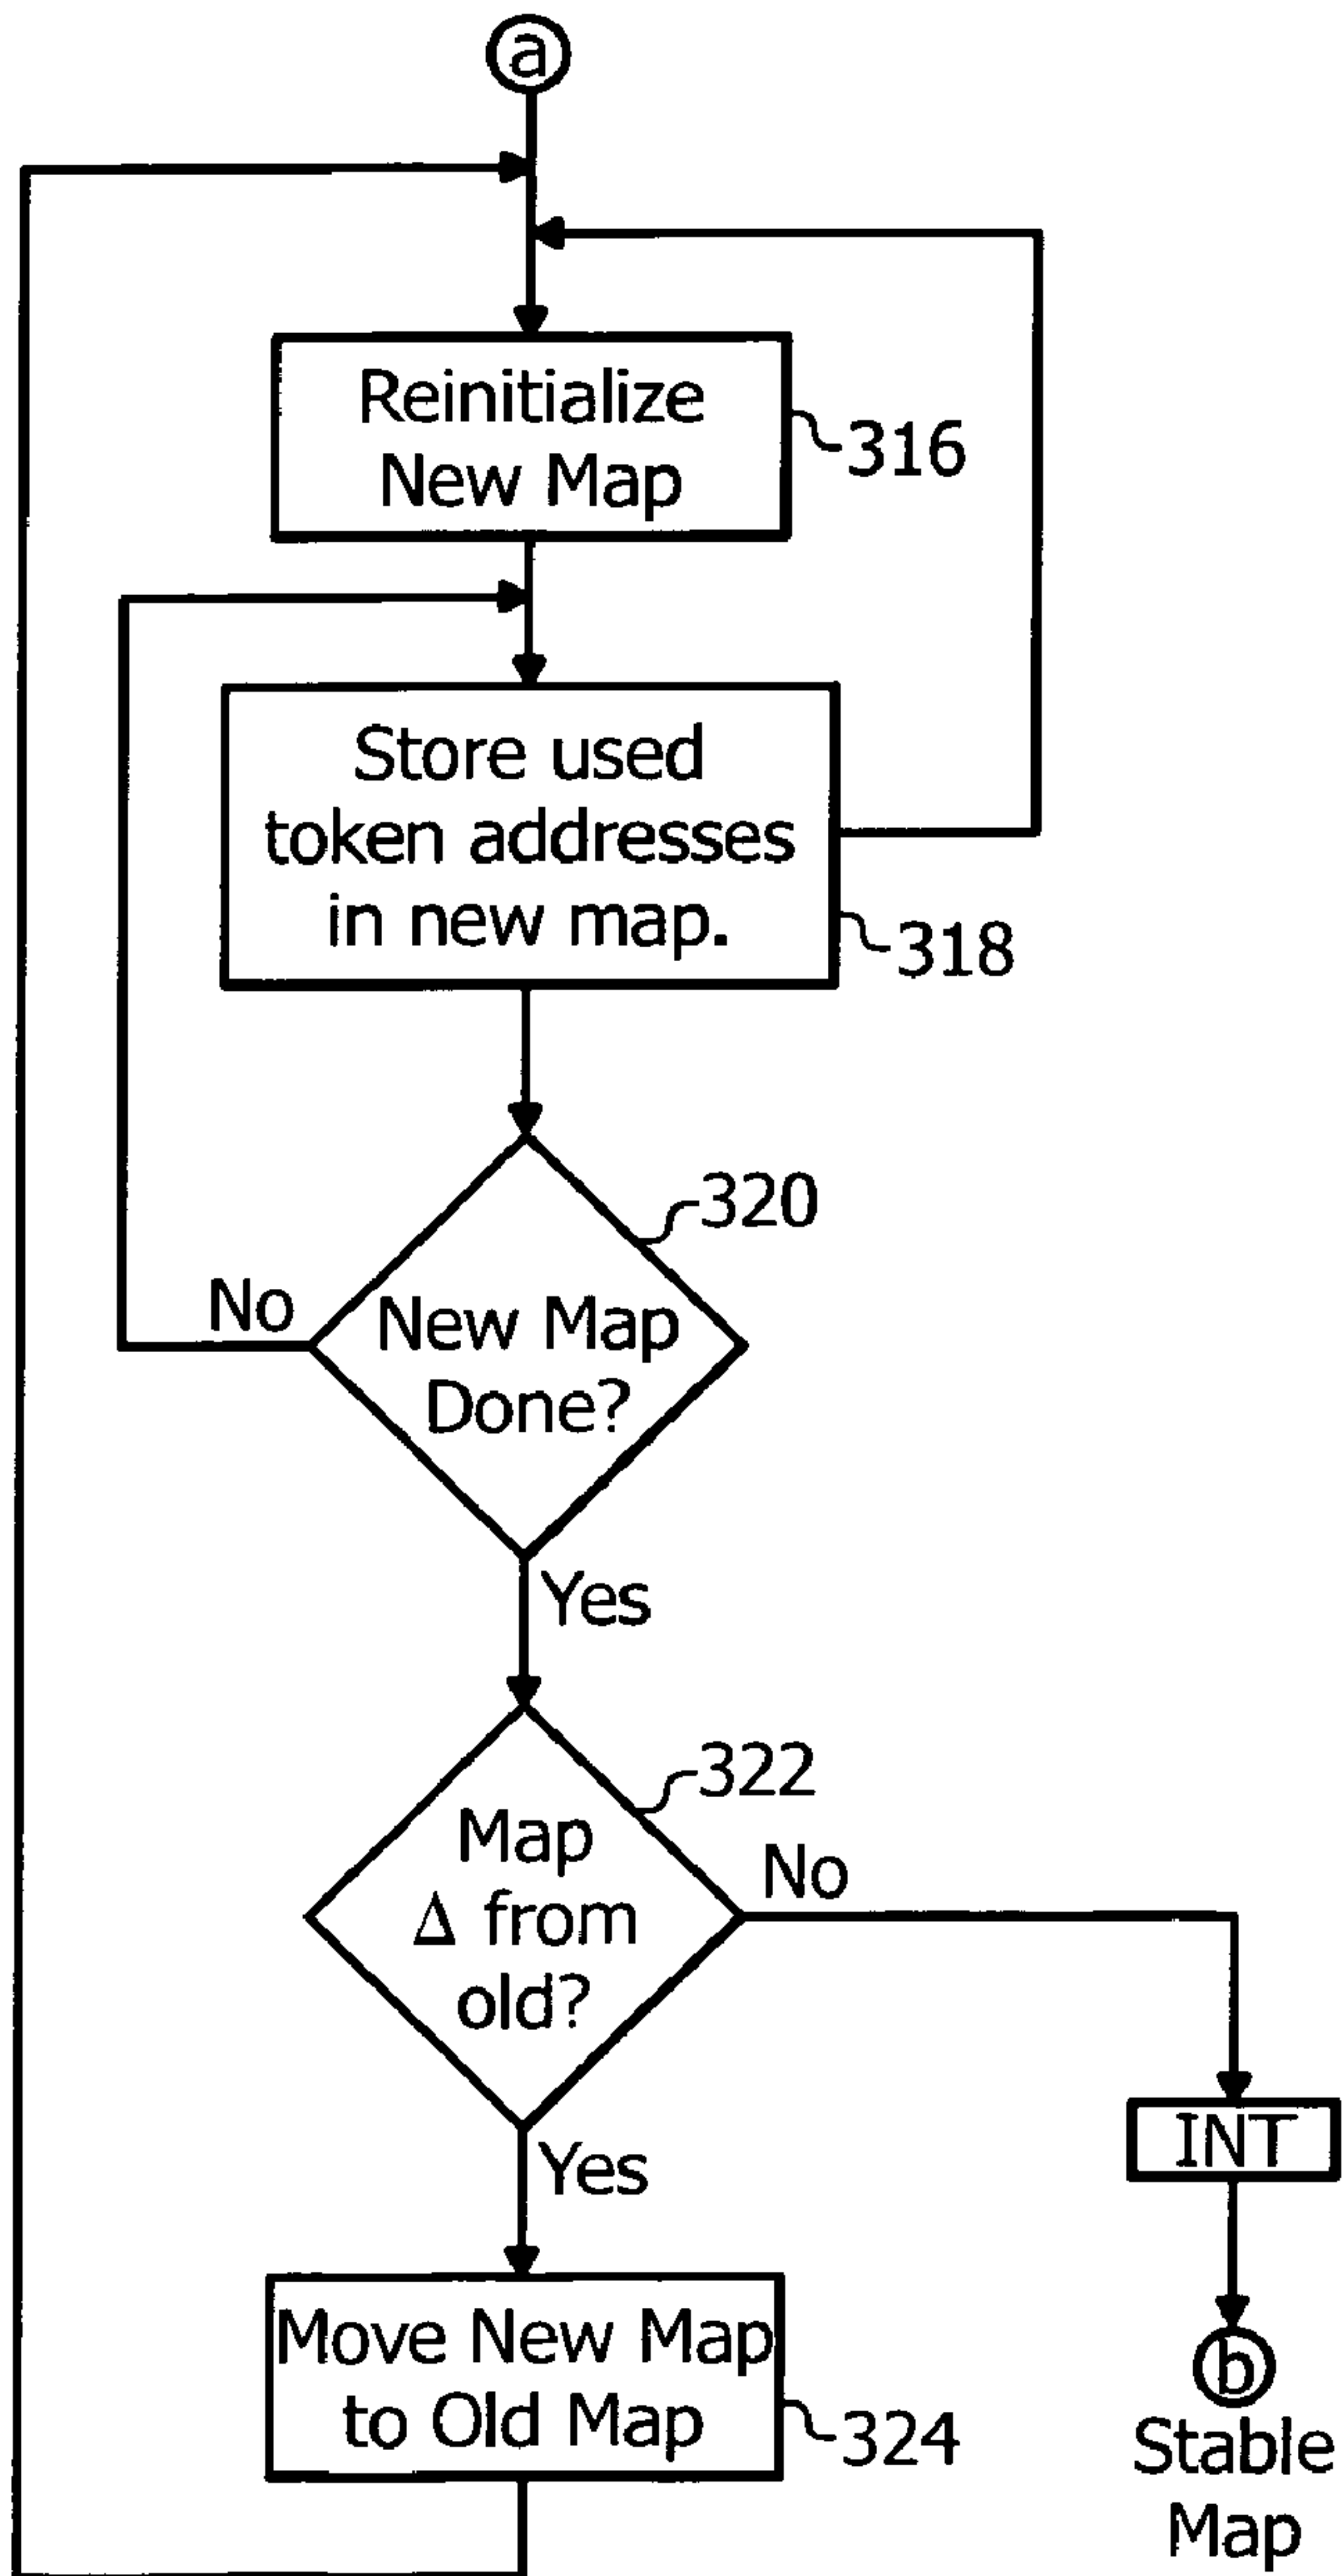 a
Reinitialize
New Map
316
Store used
token addresses
in new map.
318
320
No
New Map
Done?
Yes
322
Map
Δ from
old?
No
INT
Yes
Move New Map
to Old Map
324
b
Stable
Map